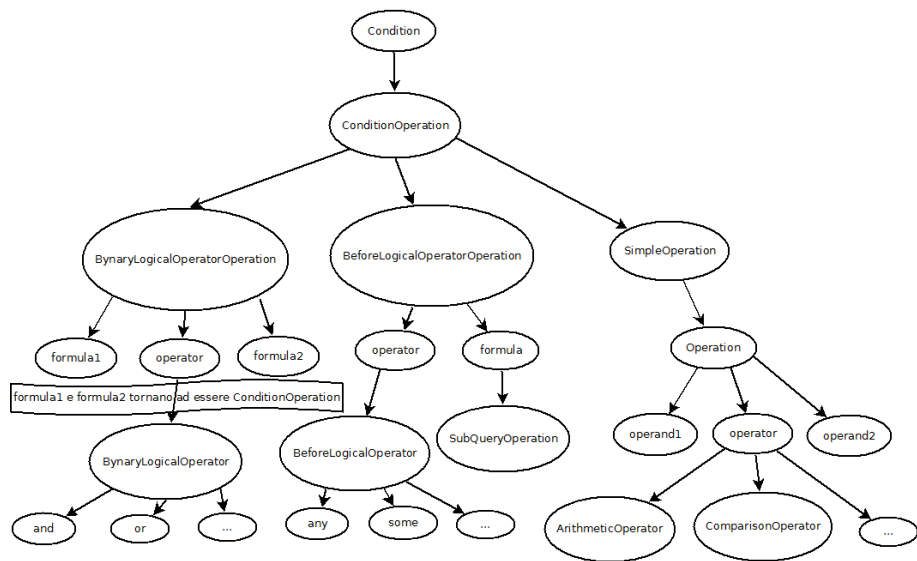 Condition
ConditionOperation
BynaryLogicalOperatorOperation
BeforeLogicalOperatorOperation
SimpleOperation
formula1
operator
formula2
operator
formula
Operation
formula1 e formula2 tornano ad essere ConditionOperation
operand1
operator
operand2
SubQueryOperation
BynaryLogicalOperator
BeforeLogicalOperator
and
or
...
any
some
...
ArithmeticOperator
ComparisonOperator
...